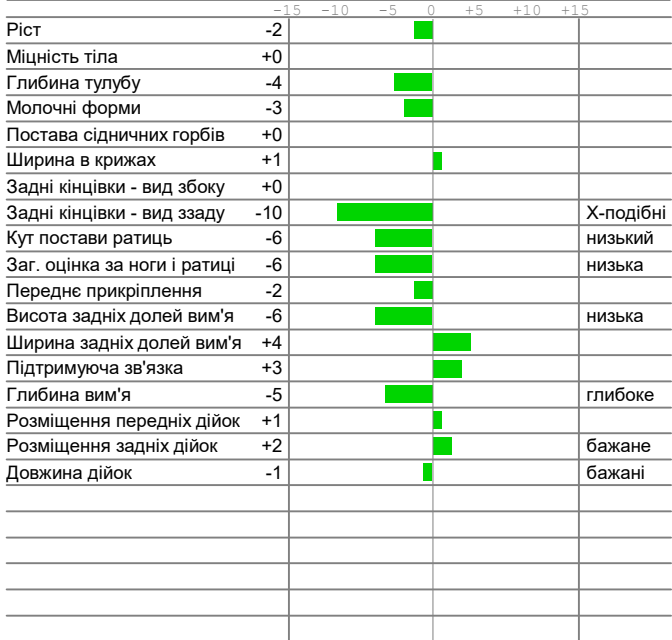 -15 -10 -5 0 +5 +10 +15
Ріст -2
Міцність тіла +0
Глибина тулубу -4
Молочні форми -3
Постава сідничних горбів +0
Ширина в крижах +1
Задні кінцівки - вид збоку +0
Задні кінцівки - вид ззаду -10 Х-подібні
Кут постави ратиць -6 низький
Заг. оцінка за ноги і ратиці -6 низька
Переднє прикріплення -2
Висота задніх долей вим'я -6 низька
Ширина задніх долей вим'я +4
Підтримуюча зв'язка +3
Глибина вим'я -5 глибоке
Розміщення передніх дійок +1
Розміщення задніх дійок +2 бажане
Довжина дійок -1 бажані